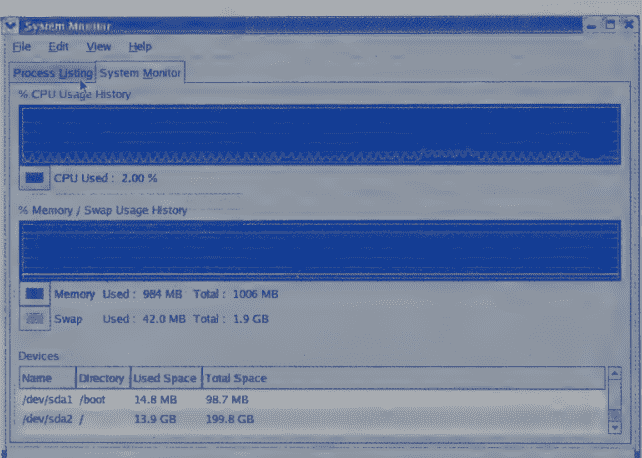 System Monitor
File Edit View Help
Process Listing System Monitor
% CPU Usage History
CPU Used : 2.00 %
% Memory / Swap Usage History
Memory Used : 984 MB Total : 1006 MB
Swap Used : 42.0 MB Total : 1.9 GB
Devices
Name Directory Used Space Total Space
/dev/sda1 /boot 14.8 MB 98.7 MB
/dev/sda2 / 13.9 GB 199.8 GB